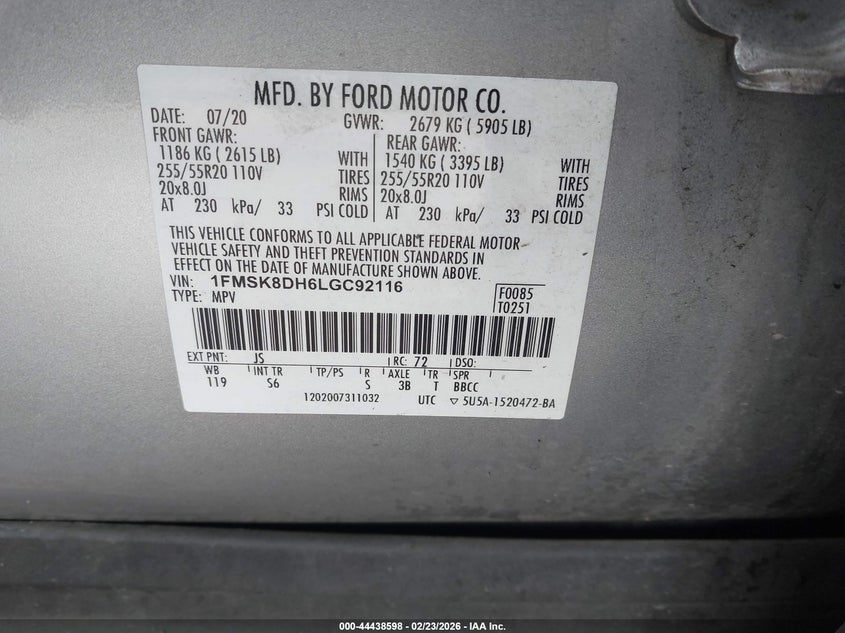 MFD. BY FORD MOTOR CO.
DATE: 07/20 GVWR: 2679 KG ( 5905 LB)
FRONT GAWR: REAR GAWR:
1186 KG ( 2615 LB) WITH 1540 KG ( 3395 LB) WITH
255/55R20 110V TIRES 255/55R20 110V TIRES
20x8.0J RIMS 20x8.0J RIMS
AT 230 kPa/ 33 PSI COLD AT 230 kPa/ 33 PSI COLD
THIS VEHICLE CONFORMS TO ALL APPLICABLE FEDERAL MOTOR
VEHICLE SAFETY AND THEFT PREVENTION STANDARDS IN
EFFECT ON THE DATE OF MANUFACTURE SHOWN ABOVE.
VIN: 1FMSK8DH6LGC92116
TYPE: MPV
F0085
T0251
EXT PNT: JS RC: 72 DSO:
WB INT TR TP/PS R AXLE TR SPR
119 S6 S 3B T BBCC
1202007311032 UTC ▽ 5U5A-1520472-BA
000-44438598 - 02/23/2026 - IAA Inc.